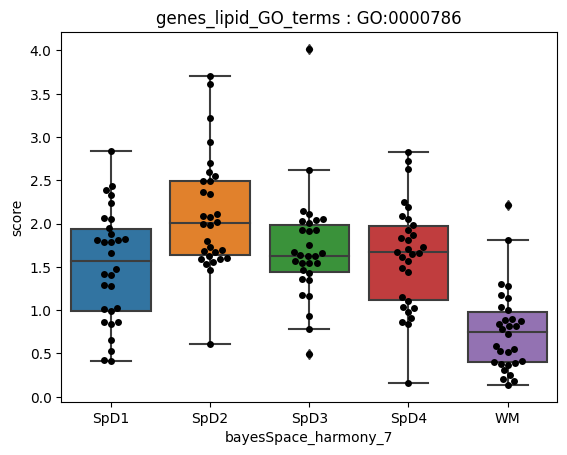 genes_lipid_GO_terms : GO:0000786
4.0
3.5
3.0
2.5
2.0
1.5
1.0
0.5
0.0
score
SpD1 SpD2 SpD3 SpD4 WM
bayesSpace_harmony_7